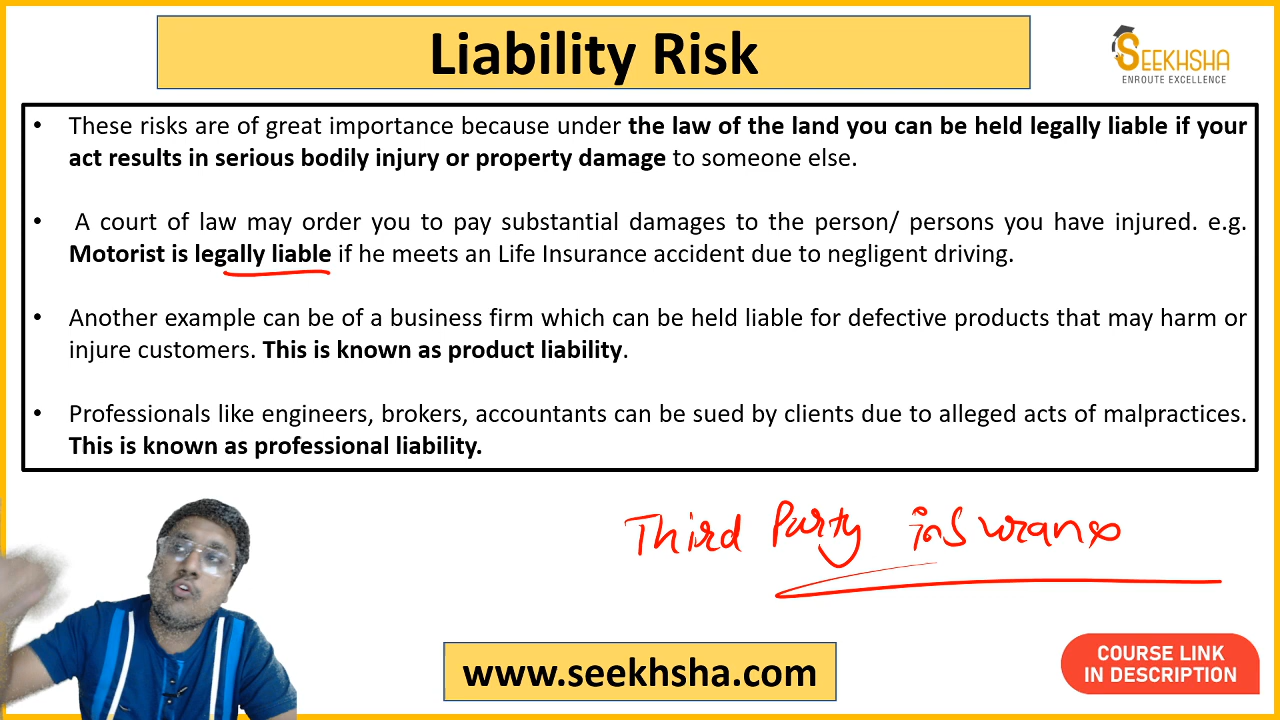 Liability Risk
SEEKHSHA
ENROUTE EXCELLENCE
• These risks are of great importance because under the law of the land you can be held legally liable if your
act results in serious bodily injury or property damage to someone else.
• A court of law may order you to pay substantial damages to the person/ persons you have injured. e.g.
Motorist is legally liable if he meets an Life Insurance accident due to negligent driving.
• Another example can be of a business firm which can be held liable for defective products that may harm or
injure customers. This is known as product liability.
• Professionals like engineers, brokers, accountants can be sued by clients due to alleged acts of malpractices.
This is known as professional liability.
Third Party insurance
www.seekhsha.com
COURSE LINK
IN DESCRIPTION